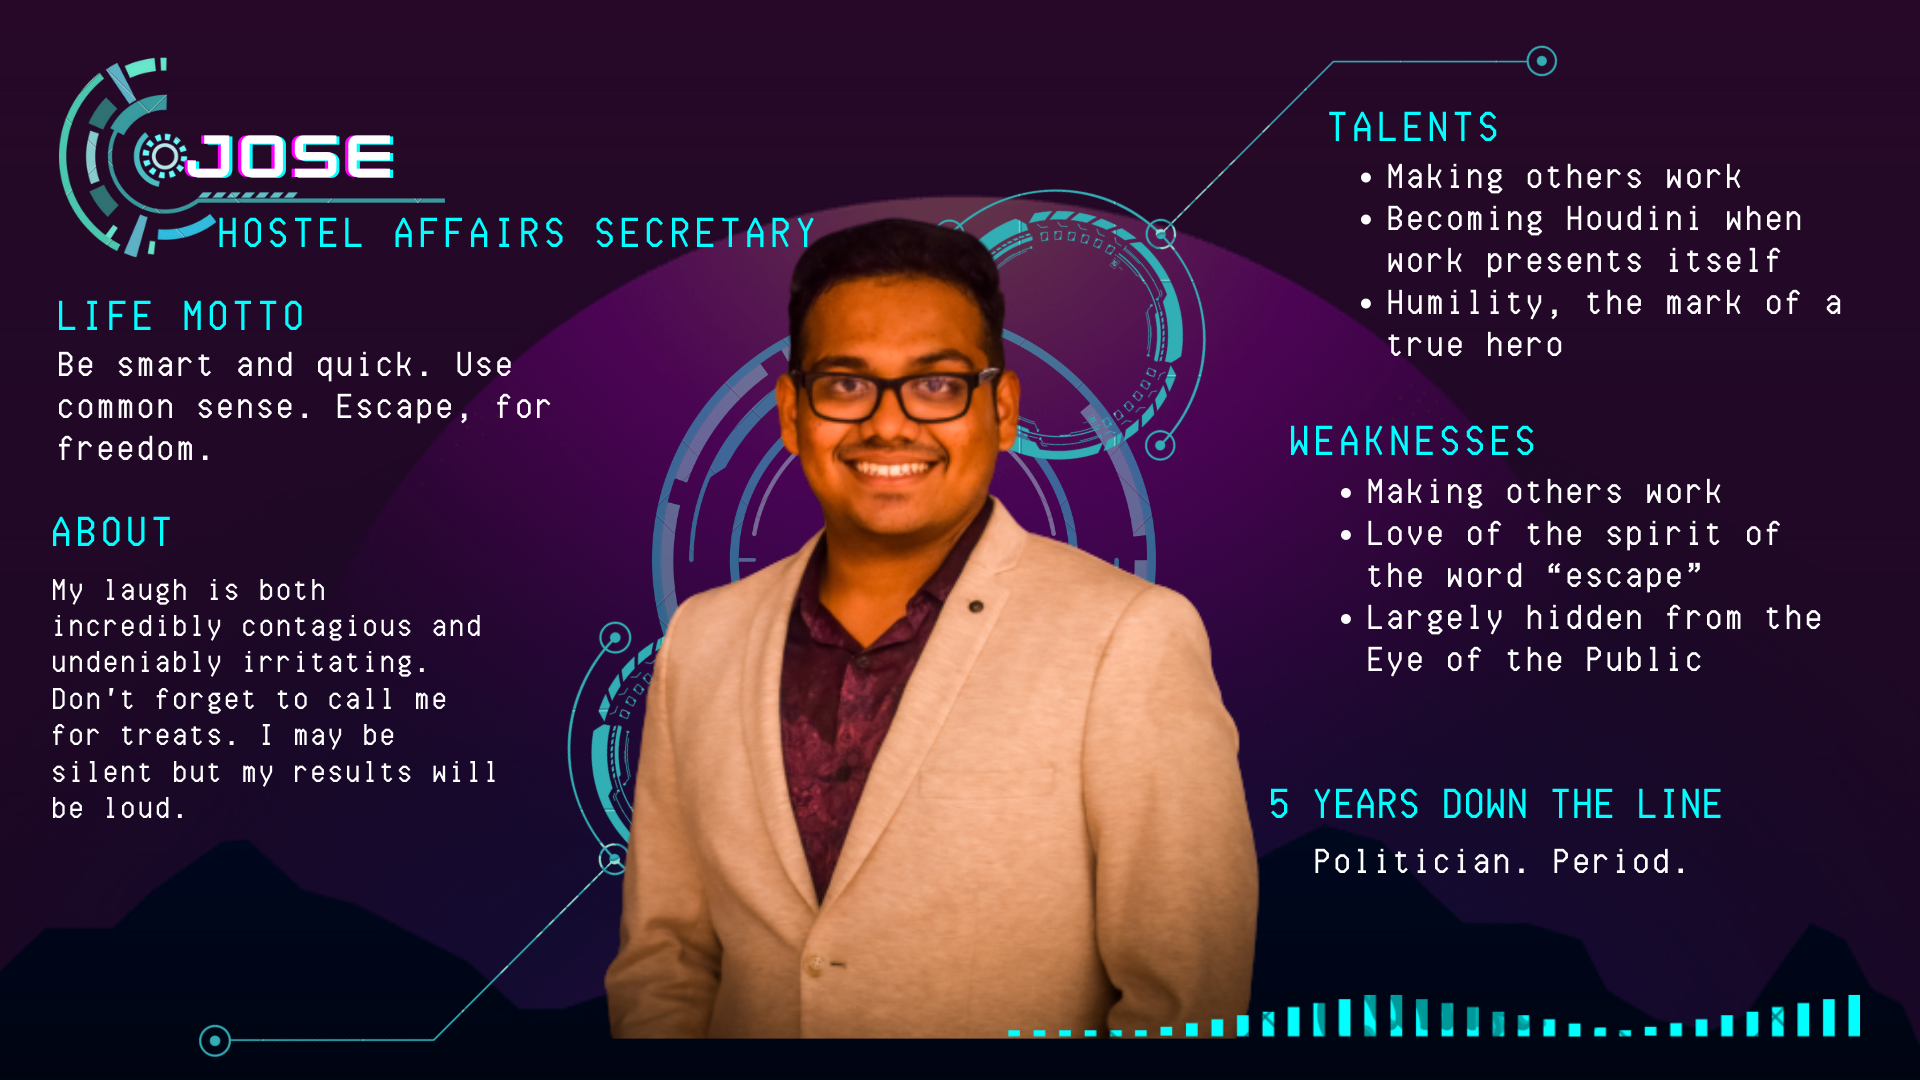 JOSE
HOSTEL AFFAIRS SECRETARY
LIFE MOTTO
Be smart and quick. Use
common sense. Escape, for
freedom.
ABOUT
My laugh is both
incredibly contagious and
undeniably irritating.
Don't forget to call me
for treats. I may be
silent but my results will
be loud.
TALENTS
• Making others work
• Becoming Houdini when
work presents itself
• Humility, the mark of a
true hero
WEAKNESSES
• Making others work
• Love of the spirit of
the word “escape”
• Largely hidden from the
Eye of the Public
5 YEARS DOWN THE LINE
Politician. Period.